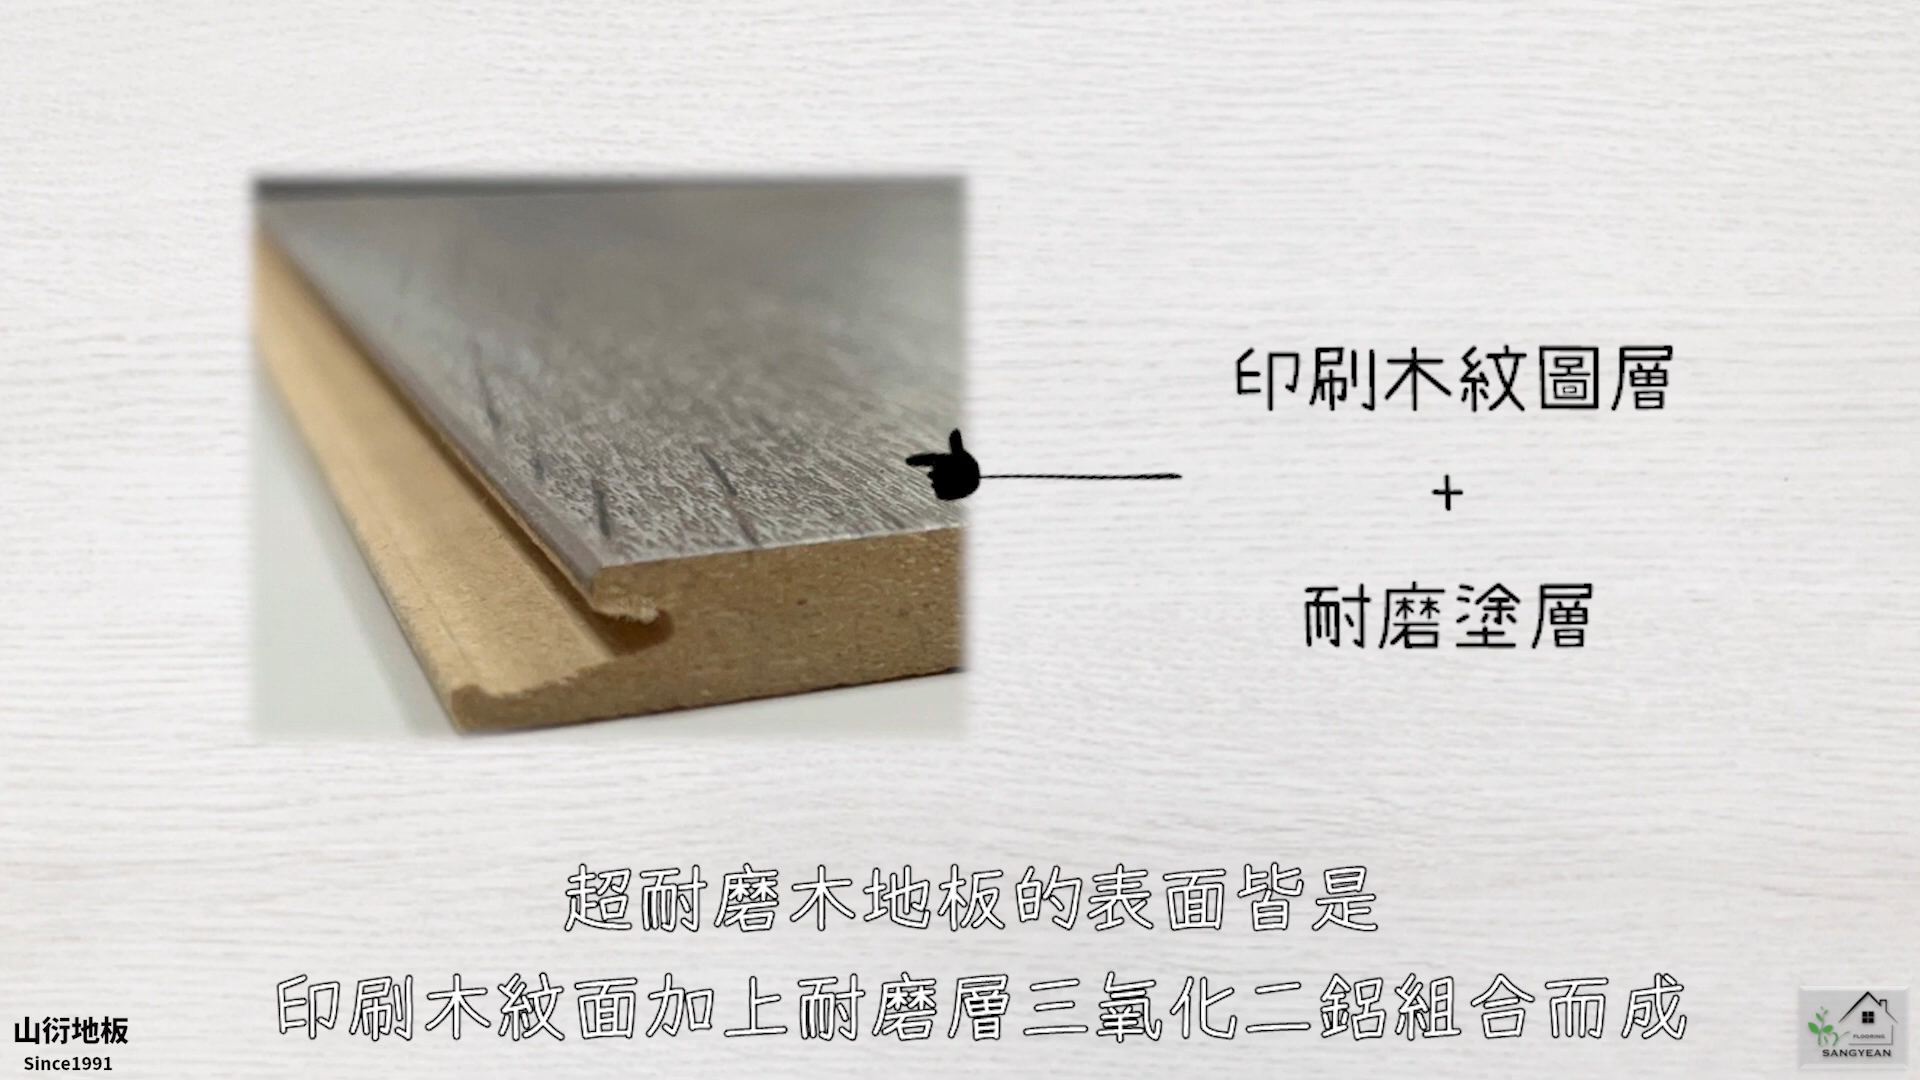 印刷木紋圖層
+
耐磨塗層
超耐磨木地板的表面皆是
印刷木紋面加上耐磨層三氧化二鋁組合而成
山衍地板
Since1991
FLOORING
SANGYEAN